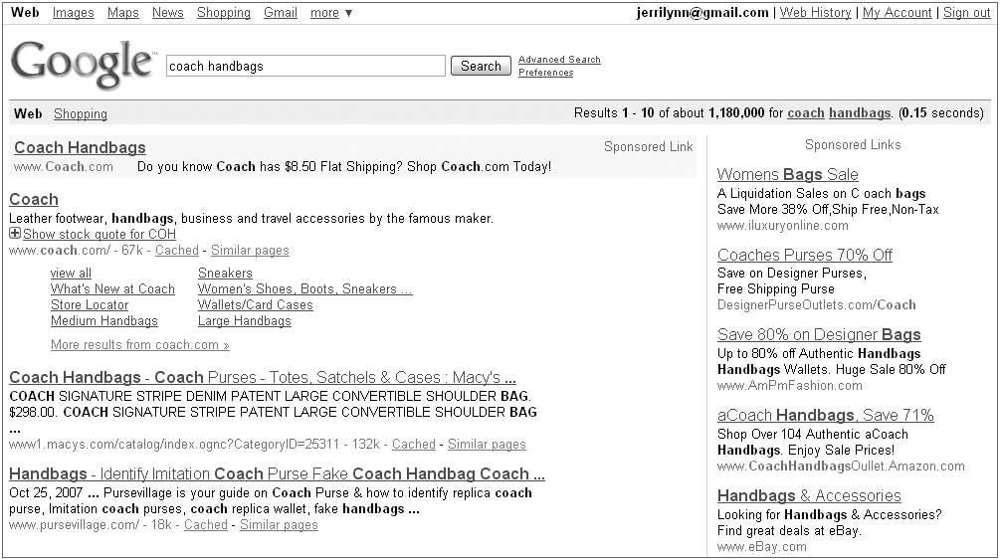 Web Images Maps News Shopping Gmail more ▼
jerrilynn@gmail.com | Web History | My Account | Sign out
Google™
coach handbags
Search
Advanced Search
Preferences
Web Shopping
Results 1 - 10 of about 1,180,000 for coach handbags. (0.15 seconds)
Coach Handbags
Sponsored Link
www.Coach.com Do you know Coach has $8.50 Flat Shipping? Shop Coach.com Today!
Coach
Leather footwear, handbags, business and travel accessories by the famous maker.
Show stock quote for COH
www.coach.com/ - 67k - Cached - Similar pages
view all Sneakers
What's New at Coach Women's Shoes, Boots, Sneakers ...
Store Locator Wallets/Card Cases
Medium Handbags Large Handbags
More results from coach.com »
Coach Handbags - Coach Purses - Totes, Satchels & Cases : Macy's ...
COACH SIGNATURE STRIPE DENIM PATENT LARGE CONVERTIBLE SHOULDER BAG.
$298.00. COACH SIGNATURE STRIPE PATENT LARGE CONVERTIBLE SHOULDER BAG
...
www1.macys.com/catalog/index.ognc?CategoryID=25311 - 132k - Cached - Similar pages
Handbags - Identify Imitation Coach Purse Fake Coach Handbag Coach ...
Oct 25, 2007 ... Pursevillage is your guide on Coach Purse & how to identify replica coach
purse, Imitation coach purses, coach replica wallet, fake handbags ...
www.pursevillage.com/ - 18k - Cached - Similar pages
Sponsored Links
Womens Bags Sale
A Liquidation Sales on C oach bags
Save More 38% Off,Ship Free,Non-Tax
www.iluxuryonline.com
Coaches Purses 70% Off
Save on Designer Purses,
Free Shipping Purse
DesignerPurseOutlets.com/Coach
Save 80% on Designer Bags
Up to 80% off Authentic Handbags
Handbags Wallets. Huge Sale 80% Off
www.AmPmFashion.com
aCoach Handbags, Save 71%
Shop Over 104 Authentic aCoach
Handbags. Enjoy Sale Prices!
www.CoachHandbagsOullet.Amazon.com
Handbags & Accessories
Looking for Handbags & Accessories?
Find great deals at eBay.
www.eBay.com